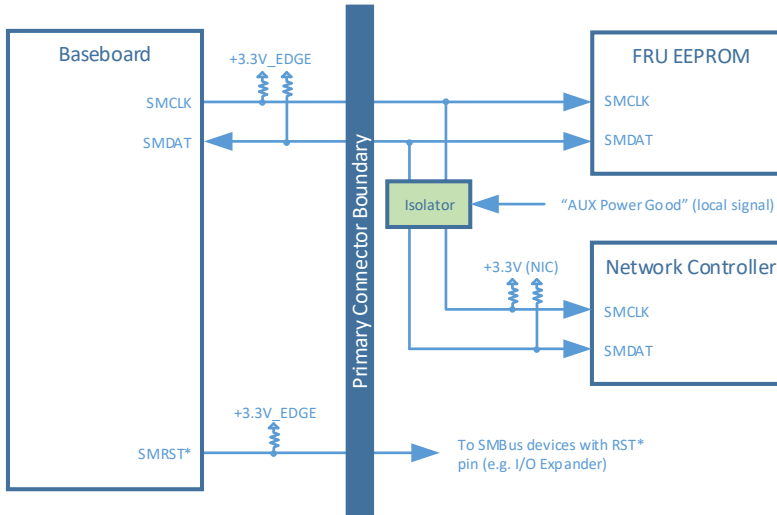 Baseboard
+3.3V_EDGE
SMCLK
SMDAT
Primary Connector Boundary
FRU EEPROM
SMCLK
SMDAT
Isolator
“AUX Power Good” (local signal)
+3.3V (NIC)
Network Controller
SMCLK
SMDAT
+3.3V_EDGE
SMRST*
To SMBus devices with RST*
pin (e.g. I/O Expander)